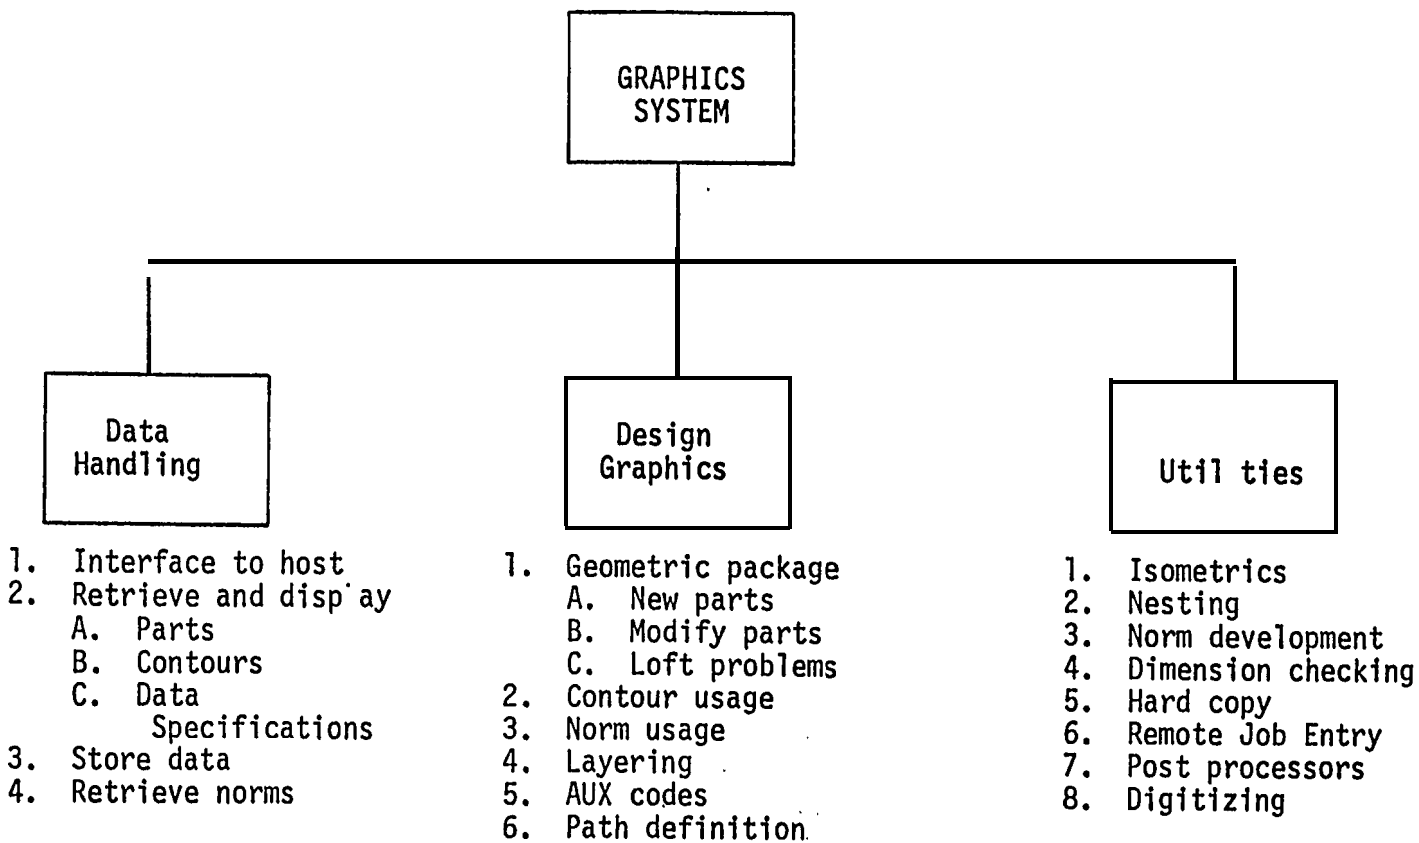 GRAPHICS
SYSTEM
Data
Handling
1. Interface to host
2. Retrieve and disp ay
A. Parts
B. Contours
C. Data
Specifications
3. Store data
4. Retrieve norms
Design
Graphics
1. Geometric package
A. New parts
B. Modify parts
C. Loft problems
2. Contour usage
3. Norm usage
4. Layering
5. AUX codes
6. Path definition
Util ties
1. Isometrics
2. Nesting
3. Norm development
4. Dimension checking
5. Hard copy
6. Remote Job Entry
7. Post processors
8. Digitizing